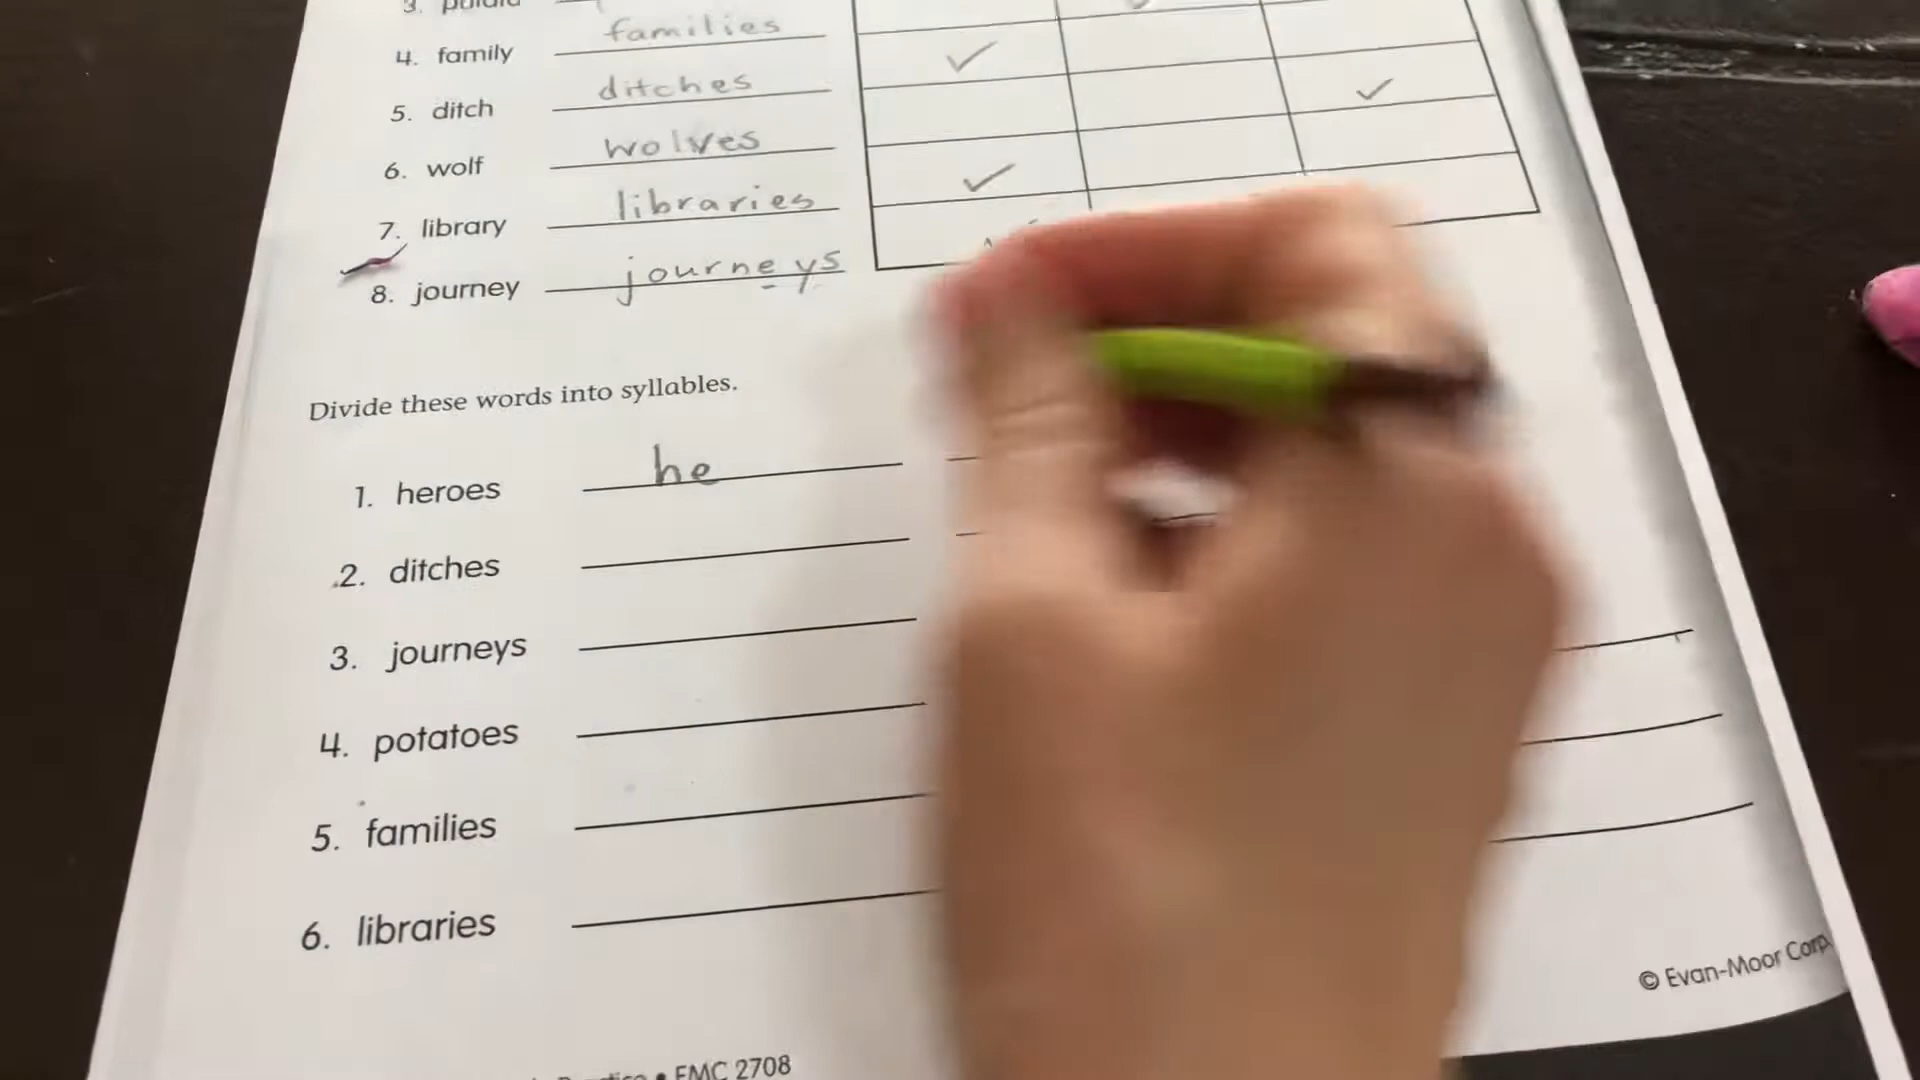 4. family families
5. ditch ditches
6. wolf wolves
7. library libraries
8. journey journeys
Divide these words into syllables.
1. heroes he
2. ditches
3. journeys
4. potatoes
5. families
6. libraries
© Evan-Moor Corp.
• EMC 2708